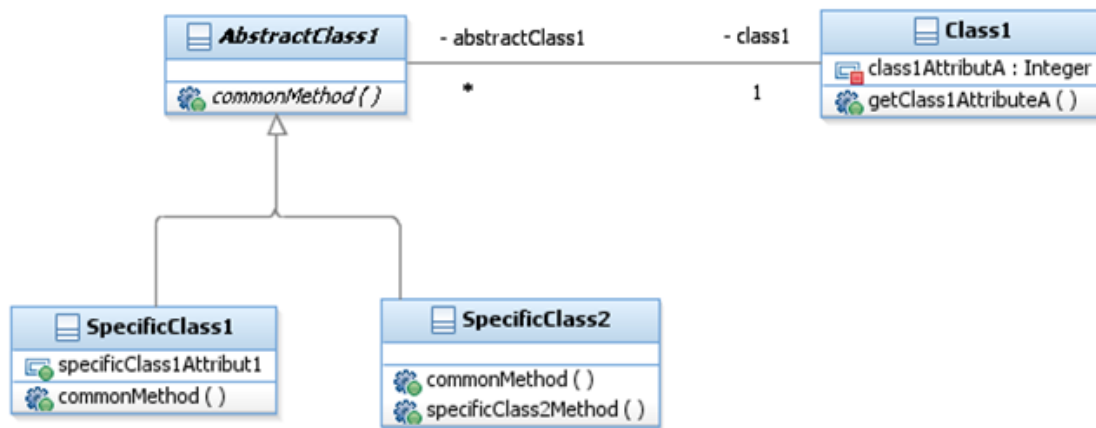 AbstractClass1
commonMethod ( )
- abstractClass1
*
- class1
1
Class1
class1AttributA : Integer
getClass1AttributeA ( )
SpecificClass1
specificClass1Attribut1
commonMethod ( )
SpecificClass2
commonMethod ( )
specificClass2Method ( )